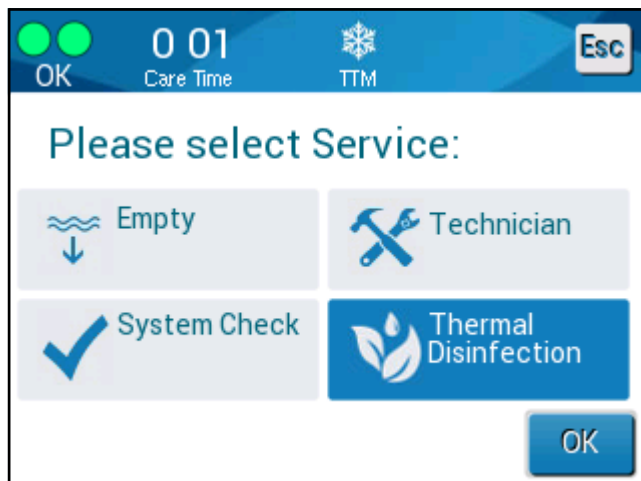 0 01
Esc
OK
Care Time
TTM
Please select Service:
Empty
Technician
System Check
Thermal
Disinfection
OK